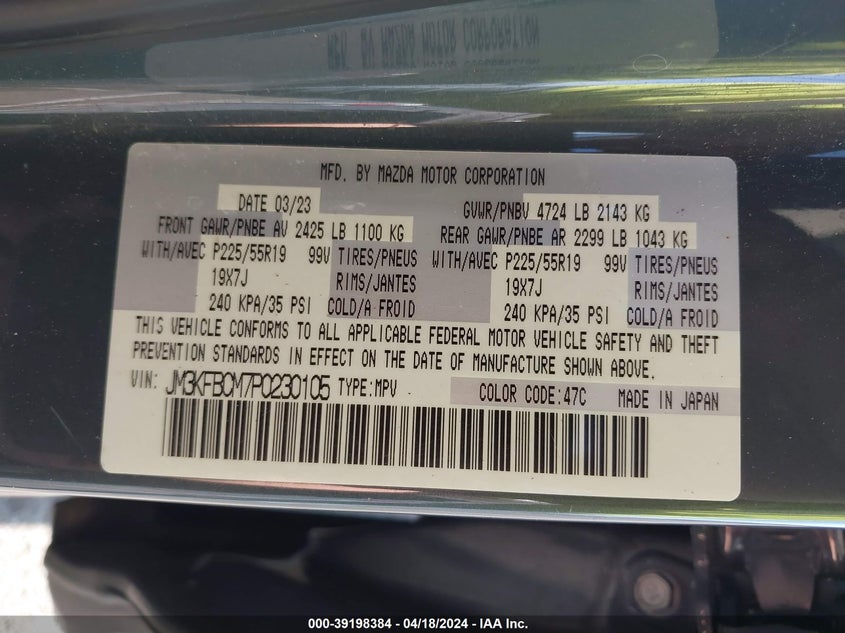 MFD. BY MAZDA MOTOR CORPORATION
DATE 03/23 GVWR/PNBV 4724 LB 2143 KG
FRONT GAWR/PNBE AV 2425 LB 1100 KG REAR GAWR/PNBE AR 2299 LB 1043 KG
WITH/AVEC P225/55R19 99V TIRES/PNEUS WITH/AVEC P225/55R19 99V TIRES/PNEUS
19X7J RIMS/JANTES 19X7J RIMS/JANTES
240 KPA/35 PSI COLD/A FROID 240 KPA/35 PSI COLD/A FROID
THIS VEHICLE CONFORMS TO ALL APPLICABLE FEDERAL MOTOR VEHICLE SAFETY AND THEFT
PREVENTION STANDARDS IN EFFECT ON THE DATE OF MANUFACTURE SHOWN ABOVE.
VIN: JM3KFBCM7P0230105 TYPE:MPV COLOR CODE:47C MADE IN JAPAN
000-39198384 - 04/18/2024 - IAA Inc.